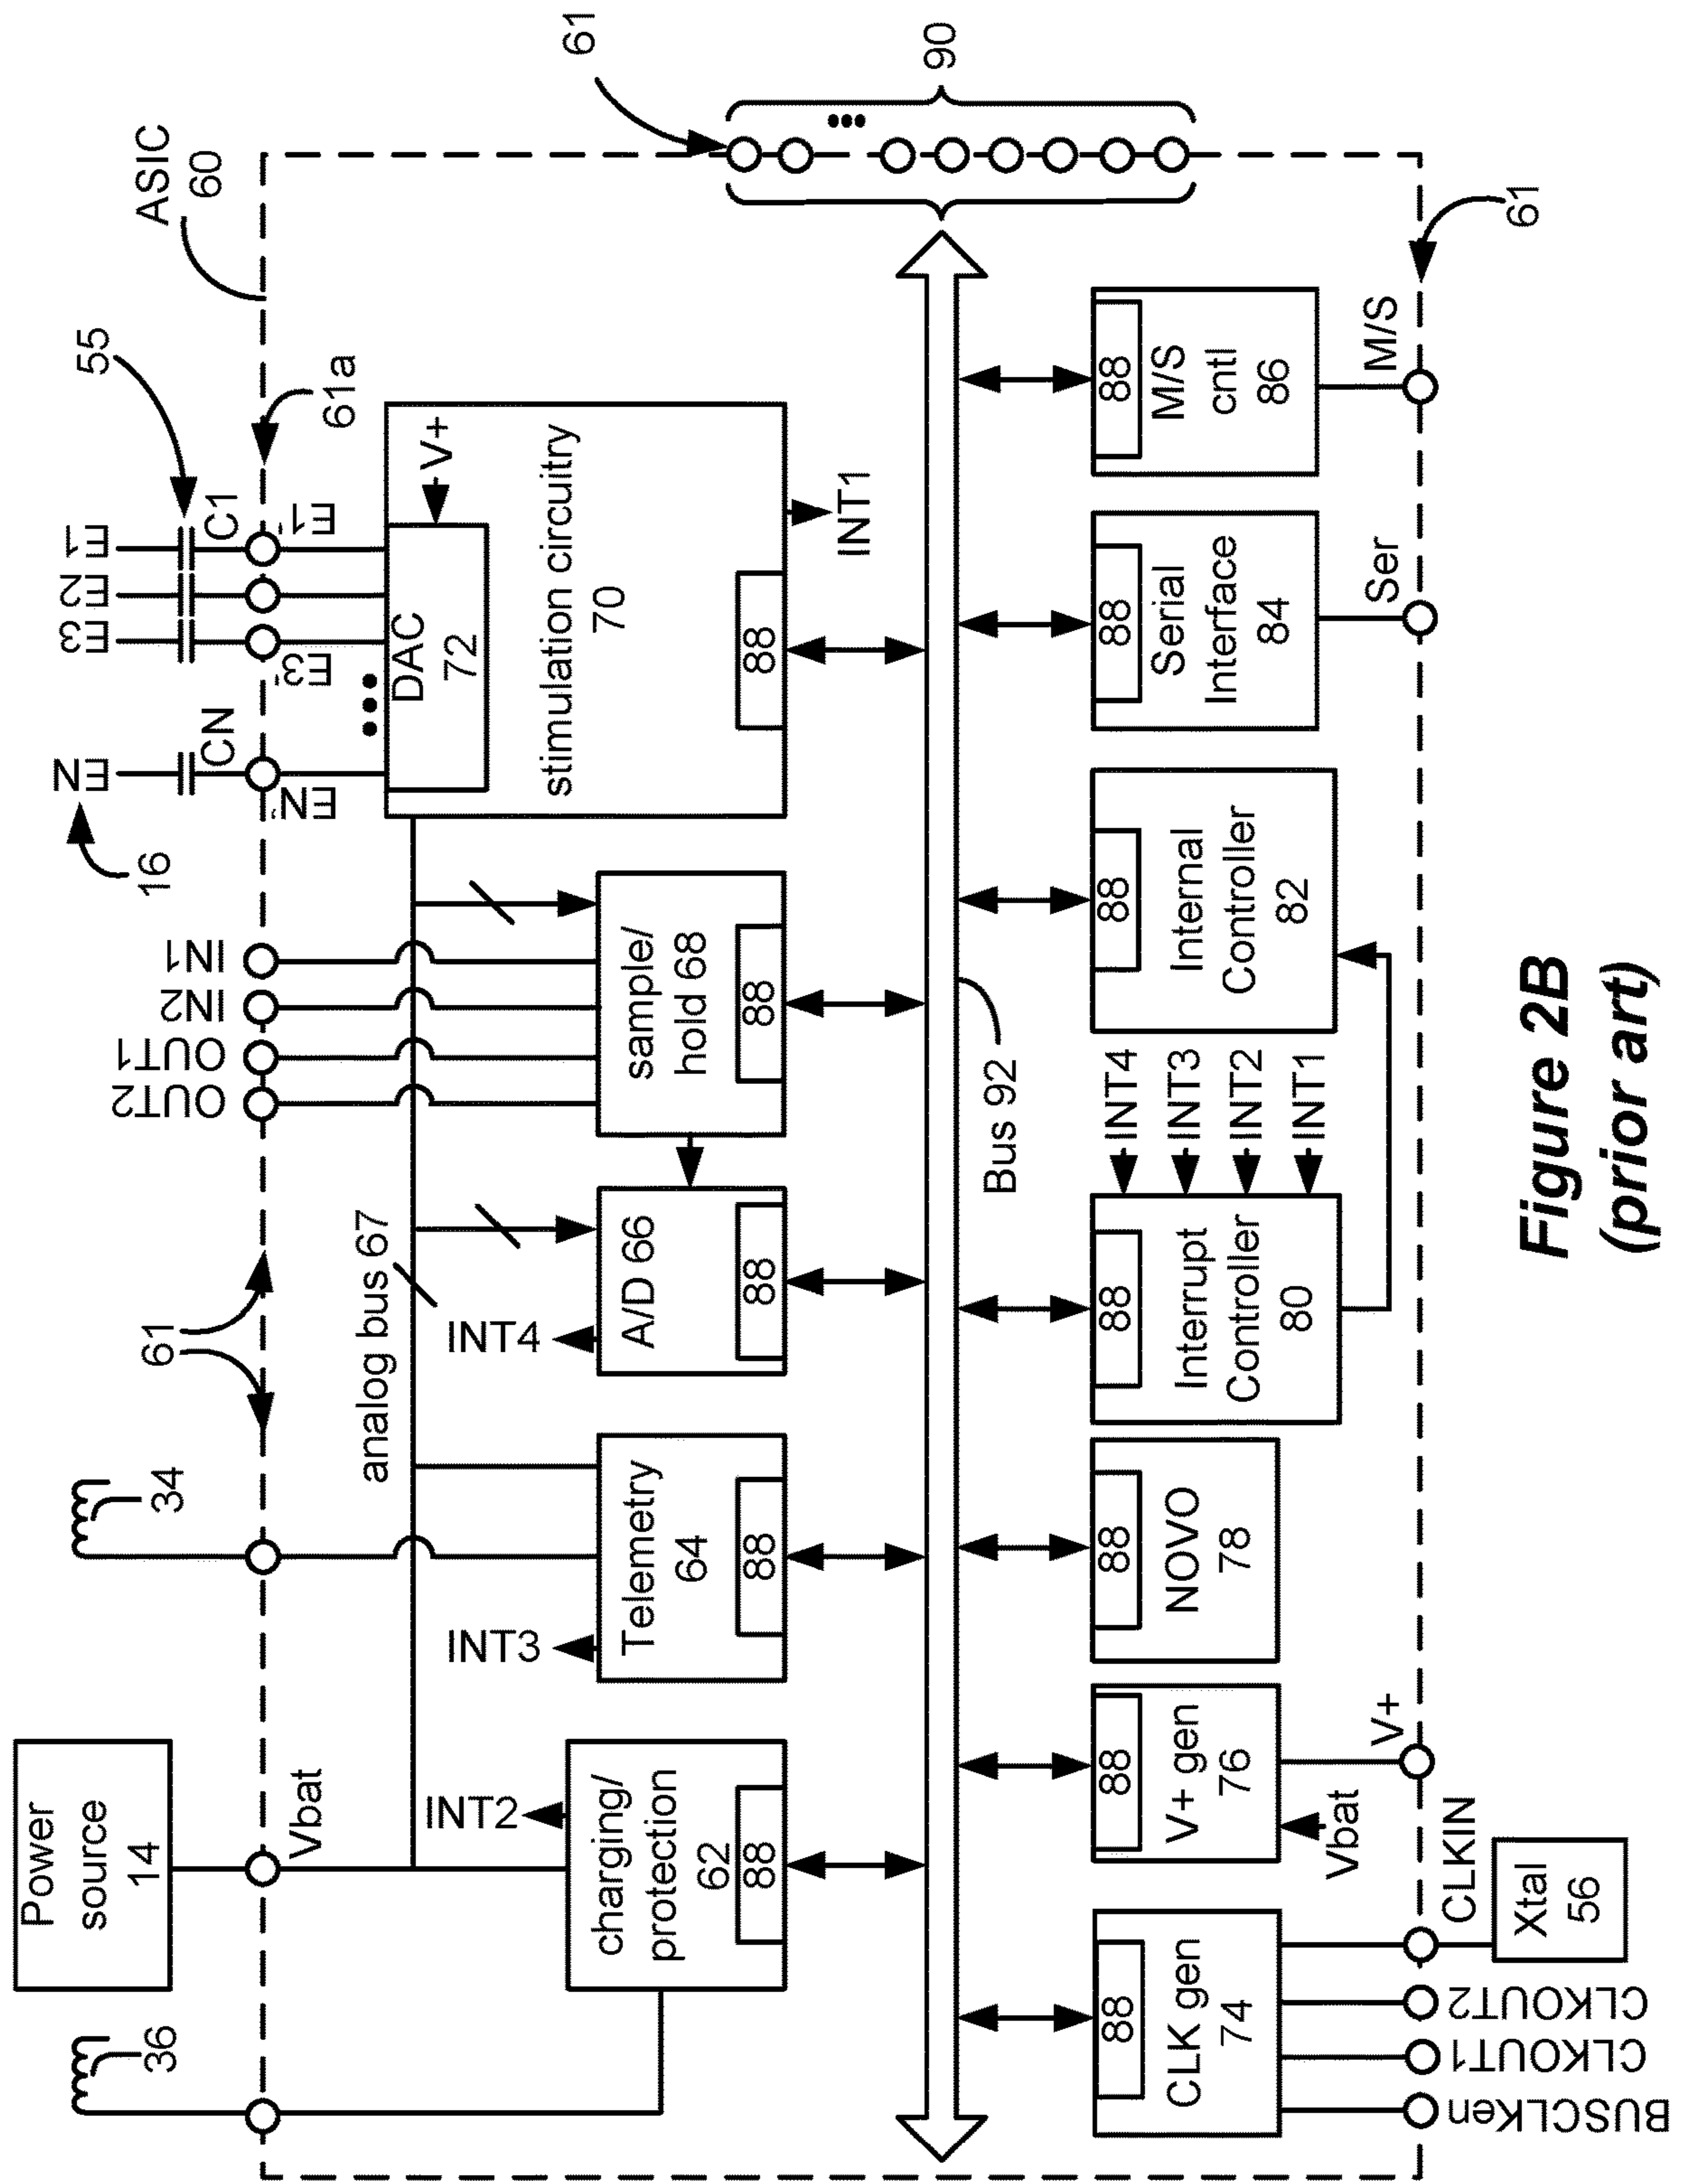 ASIC
60
61
90
55
61a
16
E1
E2
E3
EN
C1
CN
E1'
E3'
EN'
V+
DAC
72
stimulation circuitry
70
88
INT1
IN1
IN2
OUT1
OUT2
sample/
hold 68
88
analog bus 67
INT4
A/D 66
88
61
34
INT3
Telemetry
64
88
Power
source
14
Vbat
INT2
charging/
protection
62
88
36
Bus 92
88
CLK gen
74
BUSCLKen
CLKOUT1
CLKOUT2
CLKIN
Xtal
56
88
V+ gen
76
Vbat
V+
88
NOVO
78
88
Interrupt
Controller
80
INT4
INT3
INT2
INT1
88
Internal
Controller
82
88
Serial
Interface
84
Ser
88
M/S
cntl
86
M/S
61
Figure 2B
(prior art)